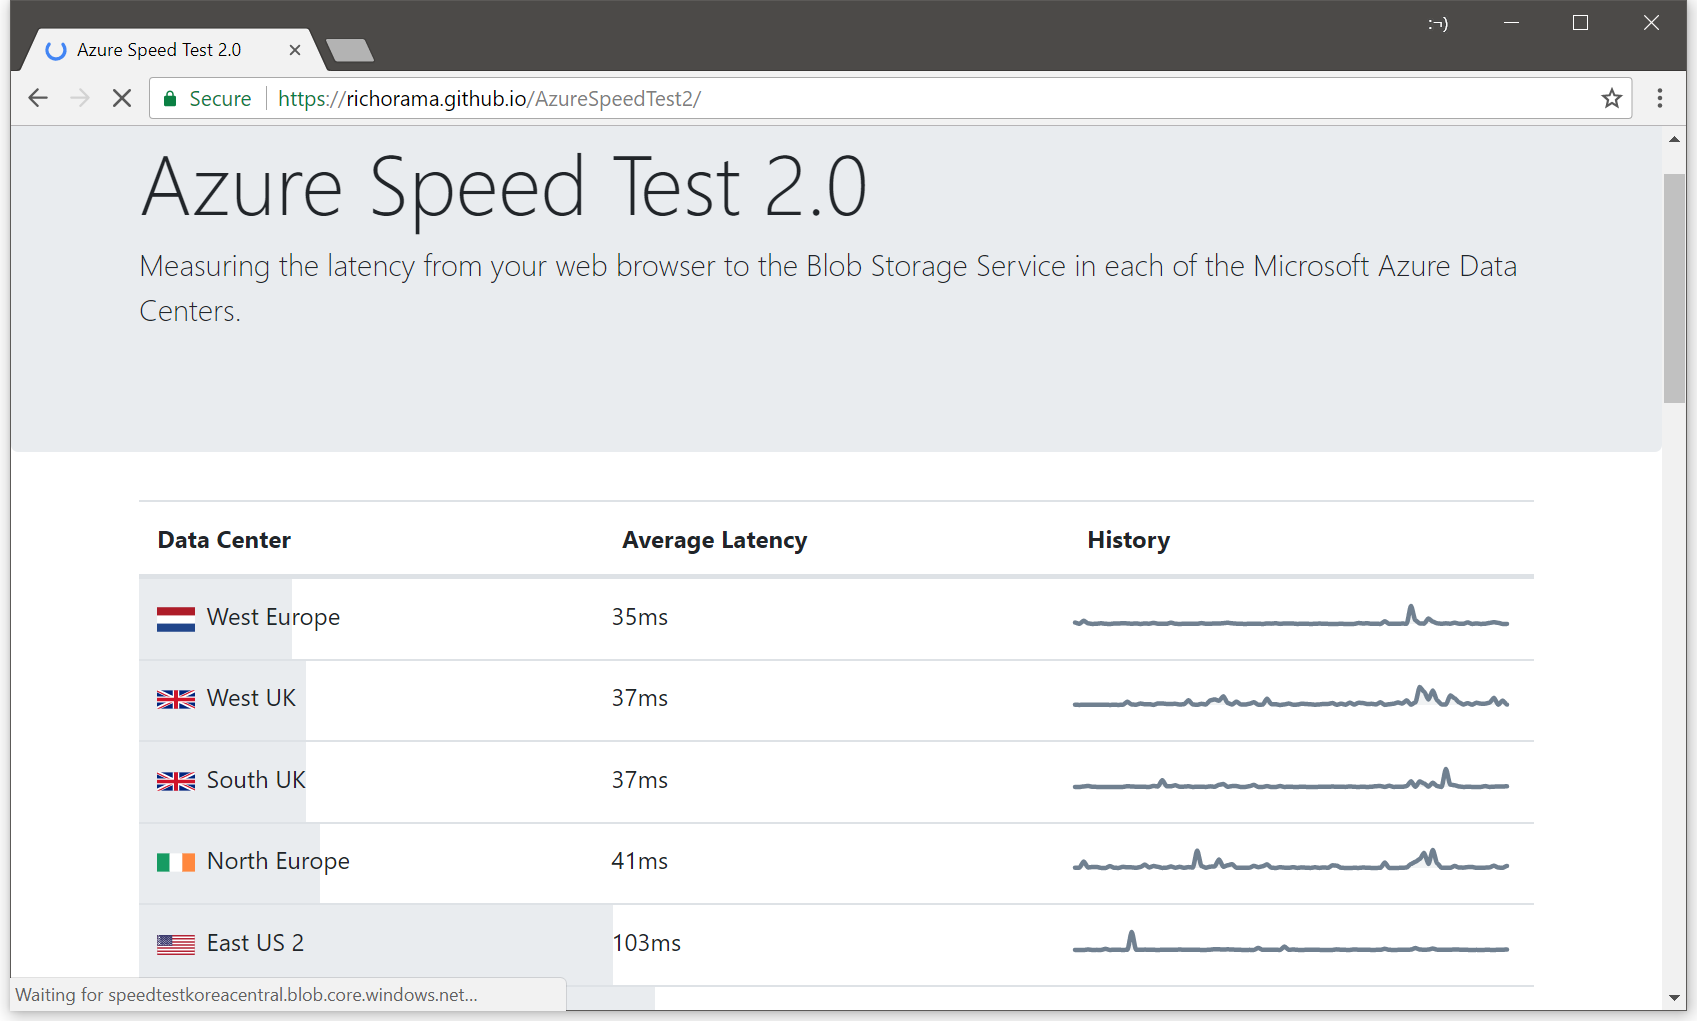 :¬)
Azure Speed Test 2.0
Secure https://richorama.github.io/AzureSpeedTest2/
Azure Speed Test 2.0
Measuring the latency from your web browser to the Blob Storage Service in each of the Microsoft Azure Data
Centers.
Data Center Average Latency History
West Europe 35ms
West UK 37ms
South UK 37ms
North Europe 41ms
East US 2 103ms
Waiting for speedtestkoreacentral.blob.core.windows.net...